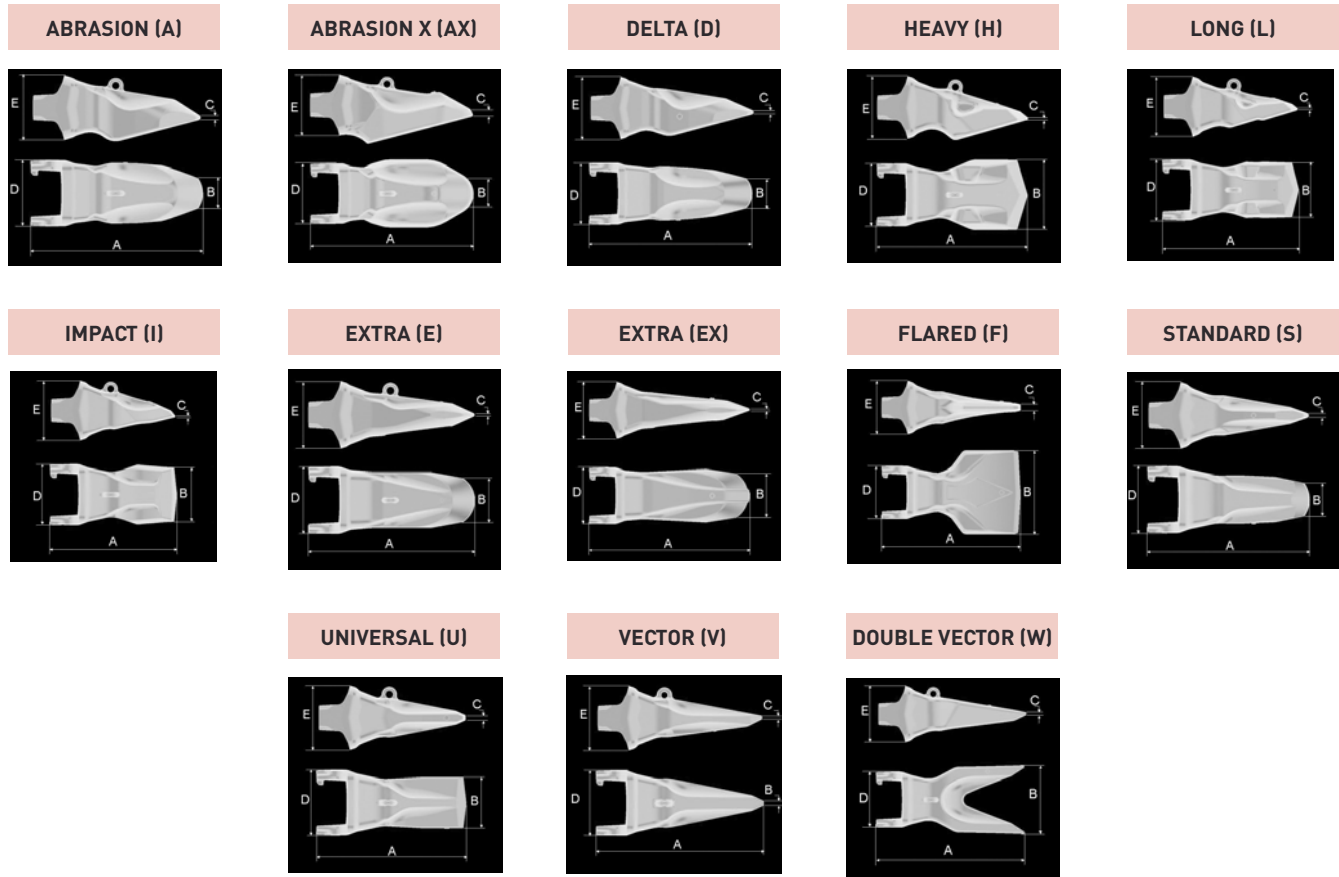 ABRASION (A)
ABRASION X (AX)
DELTA (D)
HEAVY (H)
LONG (L)
E
C
D
B
A
E
C
D
B
A
E
C
D
B
A
E
C
D
B
A
E
C
D
B
A
IMPACT (I)
EXTRA (E)
EXTRA (EX)
FLARED (F)
STANDARD (S)
E
C
D
B
A
E
C
D
B
A
E
C
D
B
A
E
C
D
B
A
E
C
D
B
A
UNIVERSAL (U)
VECTOR (V)
DOUBLE VECTOR (W)
E
C
D
B
A
E
C
D
B
A
E
C
D
B
A